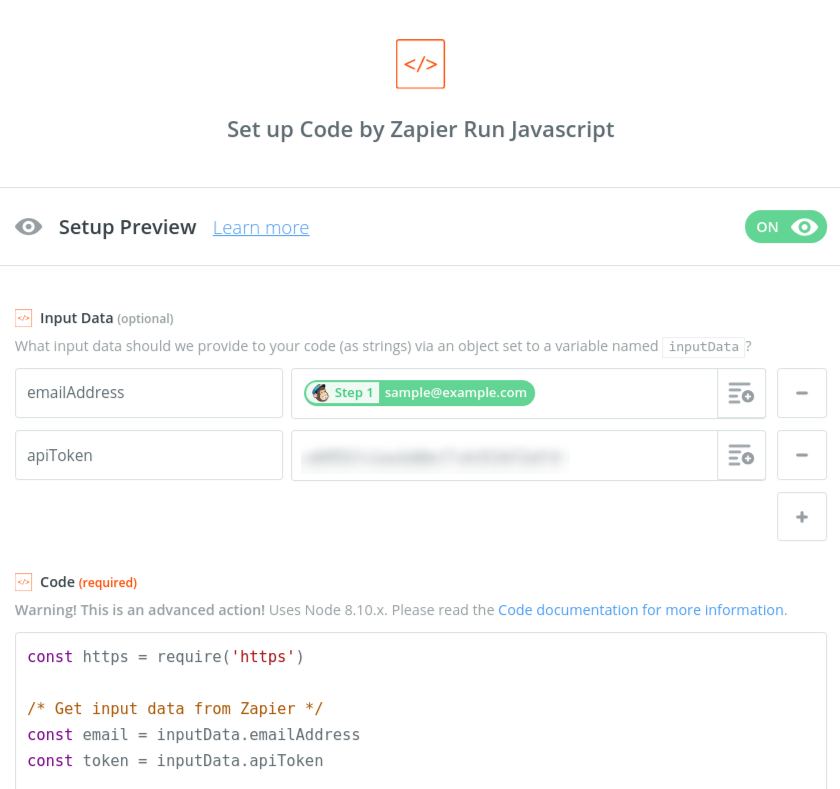 </>
Set up Code by Zapier Run Javascript
Setup Preview Learn more ON
</> Input Data (optional)
What input data should we provide to your code (as strings) via an object set to a variable named inputData ?
emailAddress Step 1 sample@example.com
apiToken
</> Code (required)
Warning! This is an advanced action! Uses Node 8.10.x. Please read the Code documentation for more information.
const https = require('https')
/* Get input data from Zapier */
const email = inputData.emailAddress
const token = inputData.apiToken